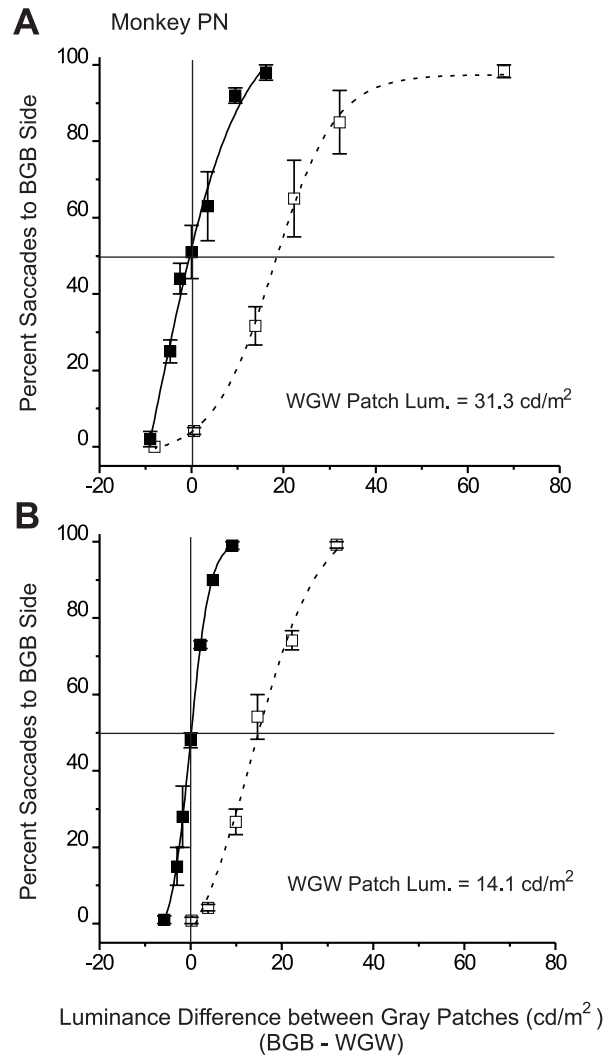 A
Monkey PN
100
80
60
40
20
0
Percent Saccades to BGB Side
WGW Patch Lum. = 31.3 cd/m²
-20 0 20 40 60 80
B
100
80
60
40
20
0
Percent Saccades to BGB Side
WGW Patch Lum. = 14.1 cd/m²
-20 0 20 40 60 80
Luminance Difference between Gray Patches (cd/m²)
(BGB - WGW)